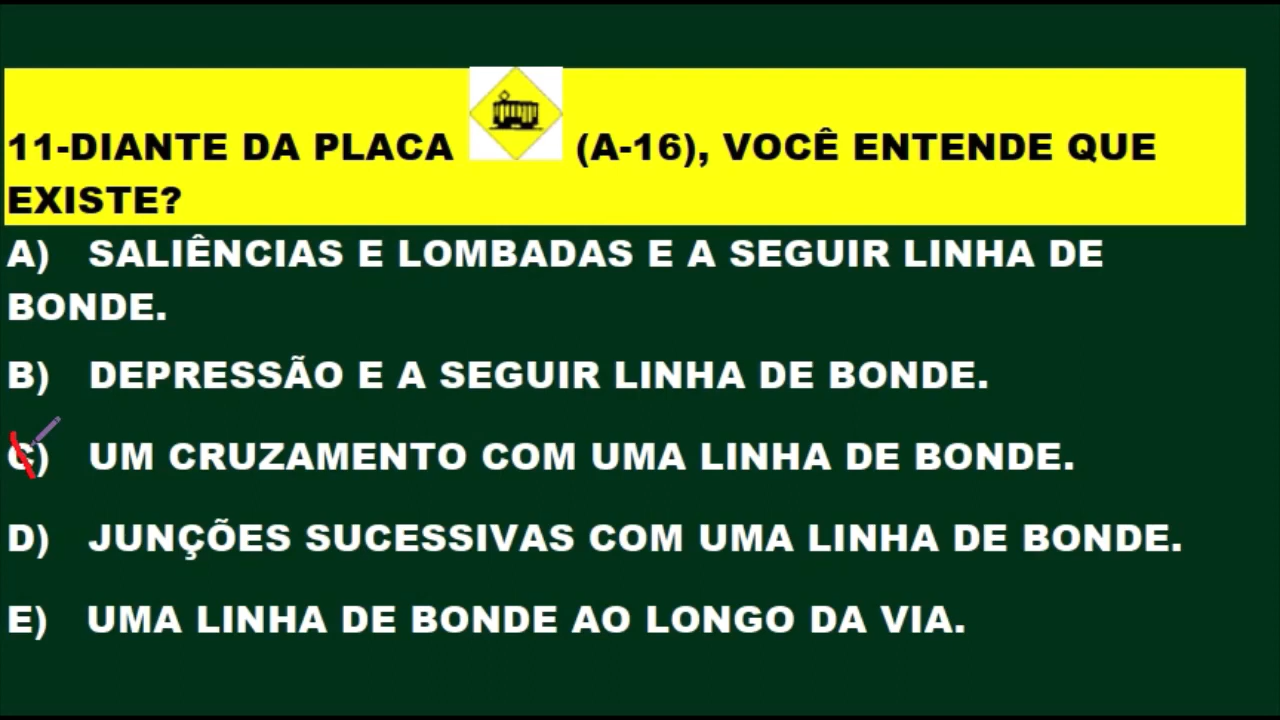 11-DIANTE DA PLACA (A-16), VOCÊ ENTENDE QUE
EXISTE?
A) SALIÊNCIAS E LOMBADAS E A SEGUIR LINHA DE
BONDE.
B) DEPRESSÃO E A SEGUIR LINHA DE BONDE.
C) UM CRUZAMENTO COM UMA LINHA DE BONDE.
D) JUNÇÕES SUCESSIVAS COM UMA LINHA DE BONDE.
E) UMA LINHA DE BONDE AO LONGO DA VIA.